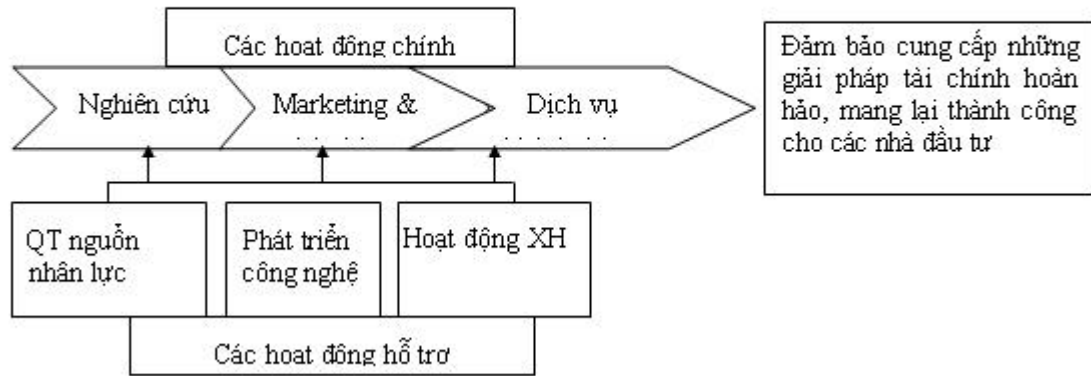 Các hoạt động chính
Nghiên cứu
Marketing &
Dịch vụ
Đảm bảo cung cấp những
giải pháp tài chính hoàn
hảo, mang lại thành công
cho các nhà đầu tư
QT nguồn
nhân lực
Phát triển
công nghệ
Hoạt động XH
Các hoạt động hỗ trợ